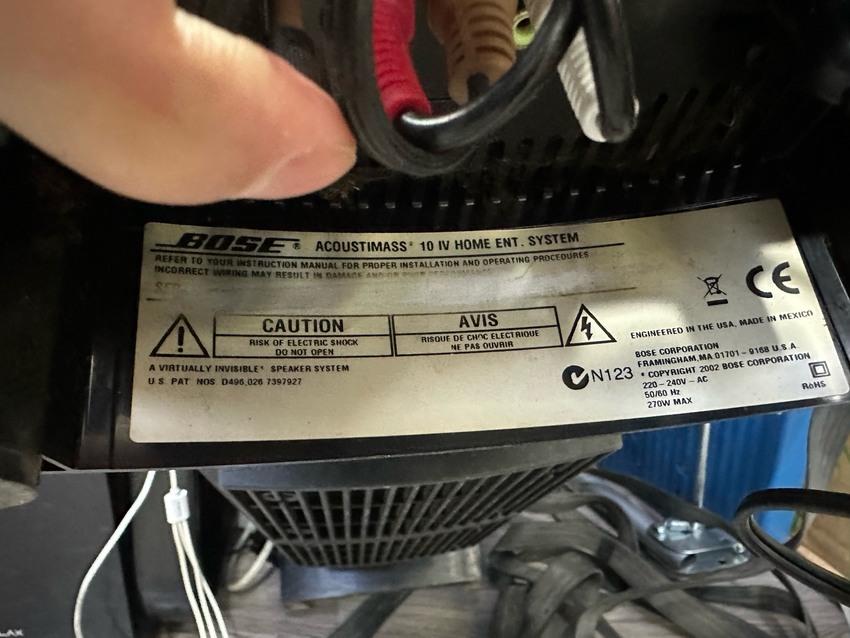 BOSE® ACOUSTIMASS® 10 IV HOME ENT. SYSTEM
REFER TO YOUR INSTRUCTION MANUAL FOR PROPER INSTALLATION AND OPERATING PROCEDURES
INCORRECT WIRING MAY RESULT IN DAMAGE AND/OR POOR PERFORMANCE
CAUTION
RISK OF ELECTRIC SHOCK
DO NOT OPEN
AVIS
RISQUE DE CHOC ELECTRIQUE
NE PAS OUVRIR
A VIRTUALLY INVISIBLE® SPEAKER SYSTEM
U.S. PAT NOS D496,026 7397927
CE
ENGINEERED IN THE USA, MADE IN MEXICO
N123
BOSE CORPORATION
FRAMINGHAM, MA 01701 - 9168 U.S.A.
COPYRIGHT 2002 BOSE CORPORATION
220 - 240V ~ AC
50/60 Hz
270W MAX
RoHS